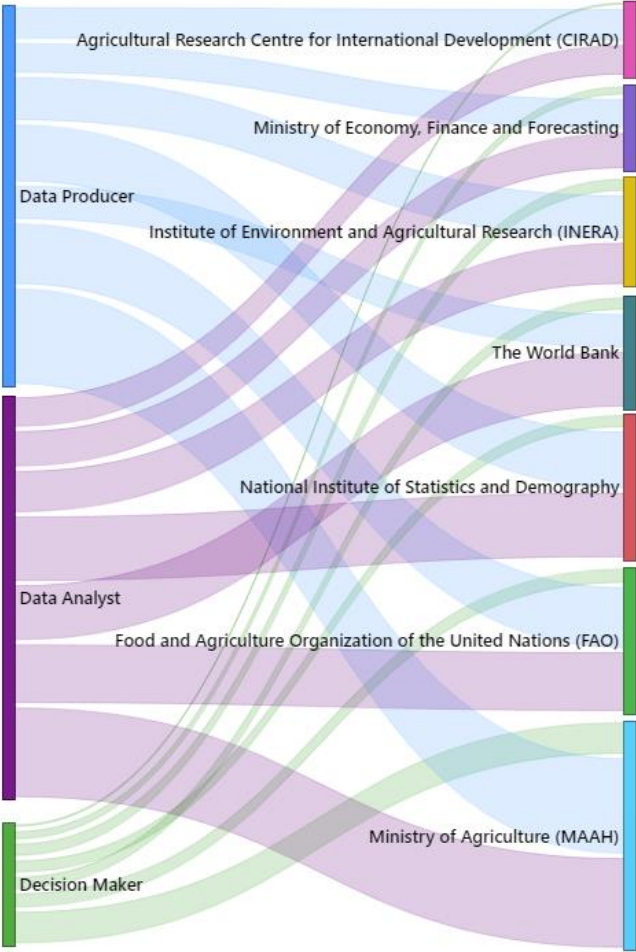 Agricultural Research Centre for International Development (CIRAD)
Ministry of Economy, Finance and Forecasting
Data Producer
Institute of Environment and Agricultural Research (INERA)
The World Bank
National Institute of Statistics and Demography
Data Analyst
Food and Agriculture Organization of the United Nations (FAO)
Ministry of Agriculture (MAAH)
Decision Maker